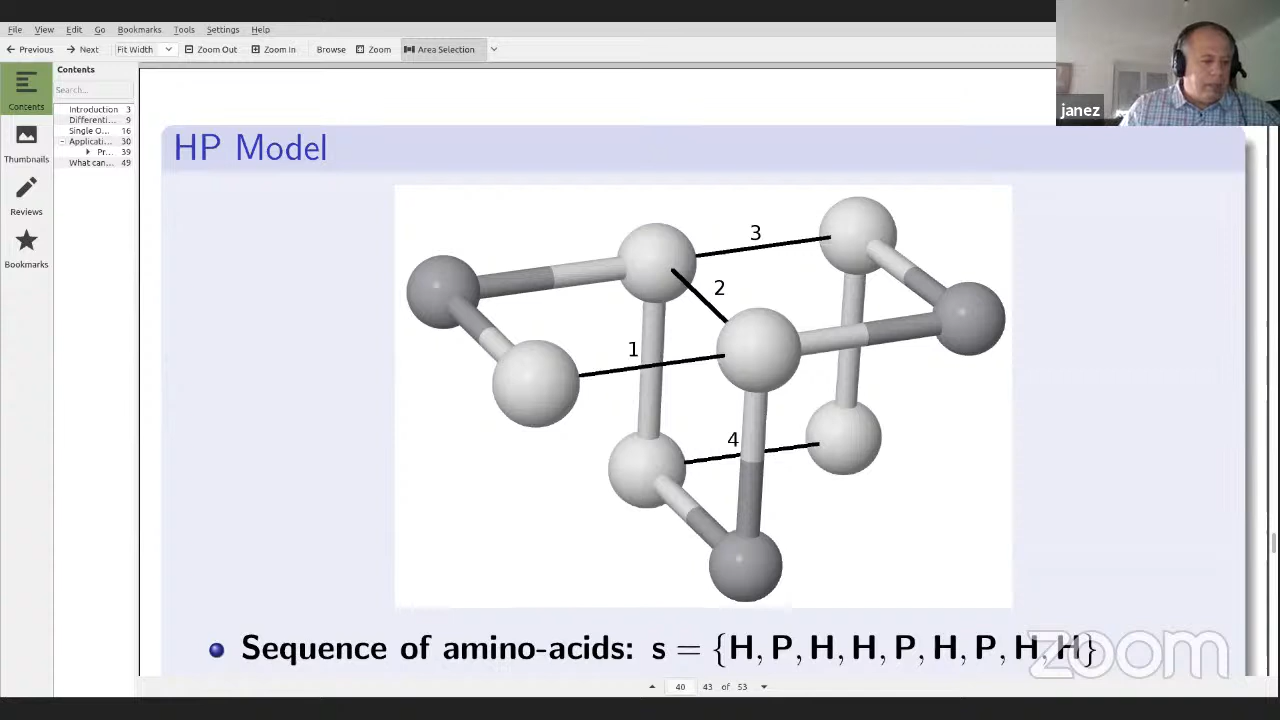 File View Edit Go Bookmarks Tools Settings Help
Previous Next Fit Width Zoom Out Zoom In Browse Zoom Area Selection
janez
Contents
Search...
Contents
Introduction 3
Differenti... 9
Single O... 16
Applicati... 30
Pr... 39
What can... 49
Thumbnails
Reviews
Bookmarks
HP Model
3
2
1
4
Sequence of amino-acids: s = {H, P, H, H, P, H, P, H, H}
zoom
40 43 of 53